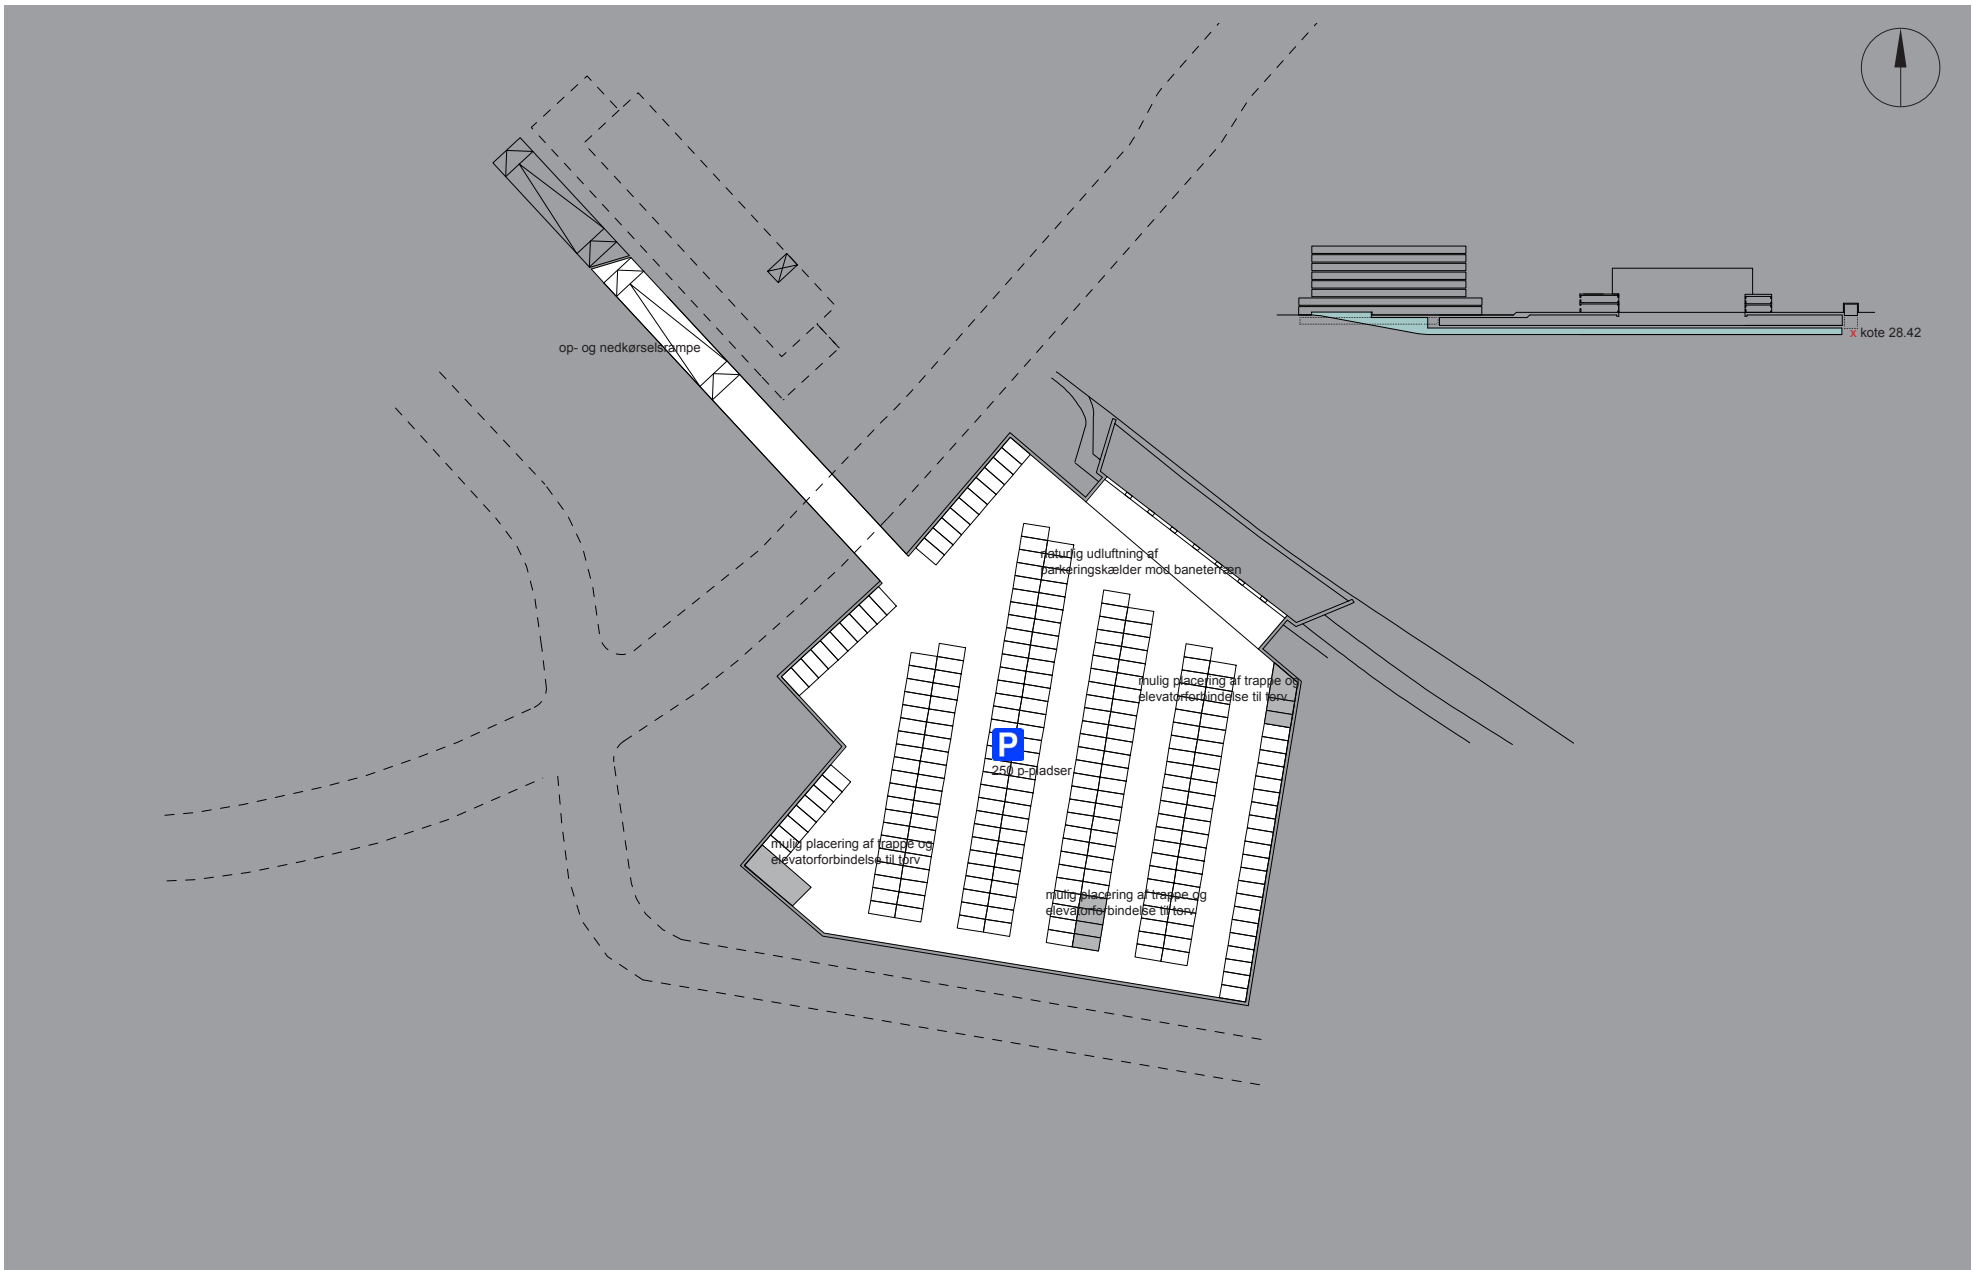 x kote 28.42
op- og nedkørselsrampe
naturlig udluftning af
parkeringskælder mod baneterræn
mulig placering af trappe og
elevatorforbindelse til torv
P
250 p-pladser
mulig placering af trappe og
elevatorforbindelse til torv
mulig placering af trappe og
elevatorforbindelse til torv